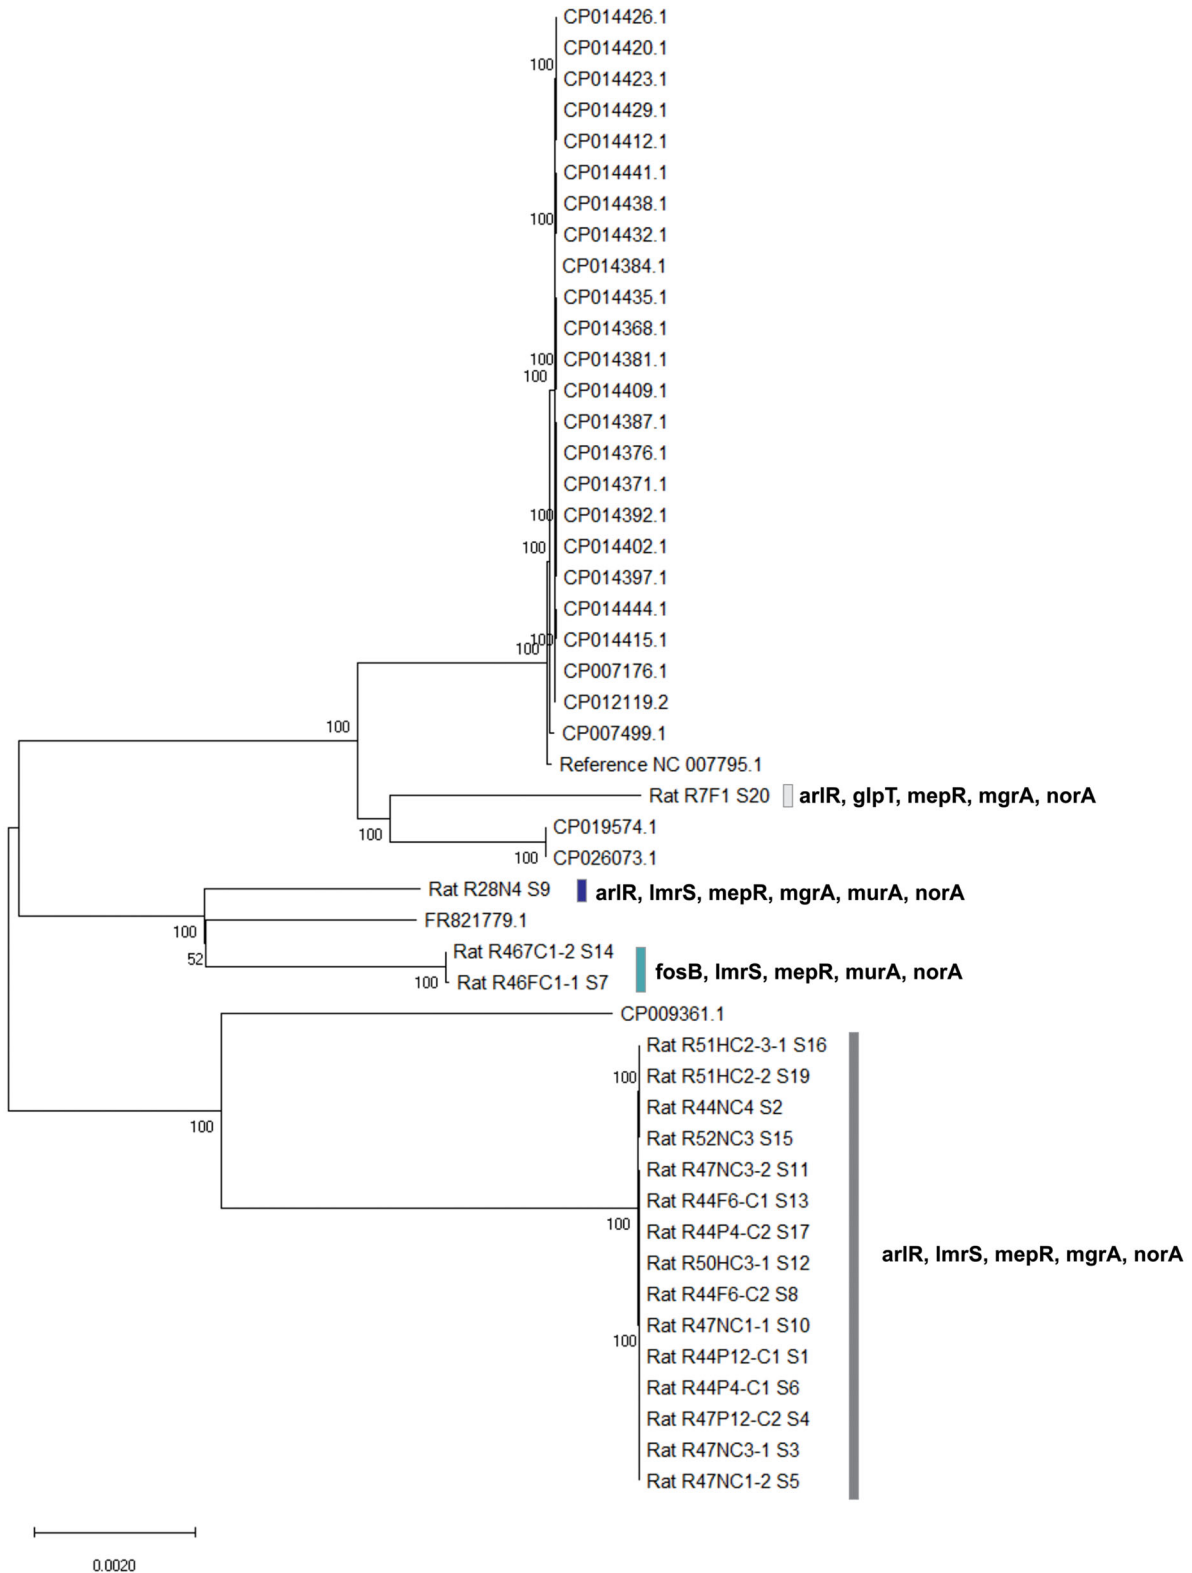 CP014426.1
CP014420.1
100
CP014423.1
CP014429.1
CP014412.1
CP014441.1
CP014438.1
100
CP014432.1
CP014384.1
CP014435.1
CP014368.1
100
CP014381.1
100
CP014409.1
CP014387.1
CP014376.1
CP014371.1
100
CP014392.1
100
CP014402.1
CP014397.1
CP014444.1
100
CP014415.1
100
CP007176.1
CP012119.2
100
CP007499.1
Reference NC 007795.1
Rat R7F1 S20
arlR, glpT, mepR, mgrA, norA
100
CP019574.1
100
CP026073.1
Rat R28N4 S9
arlR, lmrS, mepR, mgrA, murA, norA
100
FR821779.1
52
Rat R467C1-2 S14
100
Rat R46FC1-1 S7
fosB, lmrS, mepR, murA, norA
CP009361.1
Rat R51HC2-3-1 S16
100
Rat R51HC2-2 S19
Rat R44NC4 S2
100
Rat R52NC3 S15
Rat R47NC3-2 S11
Rat R44F6-C1 S13
100
Rat R44P4-C2 S17
Rat R50HC3-1 S12
arlR, lmrS, mepR, mgrA, norA
Rat R44F6-C2 S8
Rat R47NC1-1 S10
100
Rat R44P12-C1 S1
Rat R44P4-C1 S6
Rat R47P12-C2 S4
Rat R47NC3-1 S3
Rat R47NC1-2 S5
0.0020